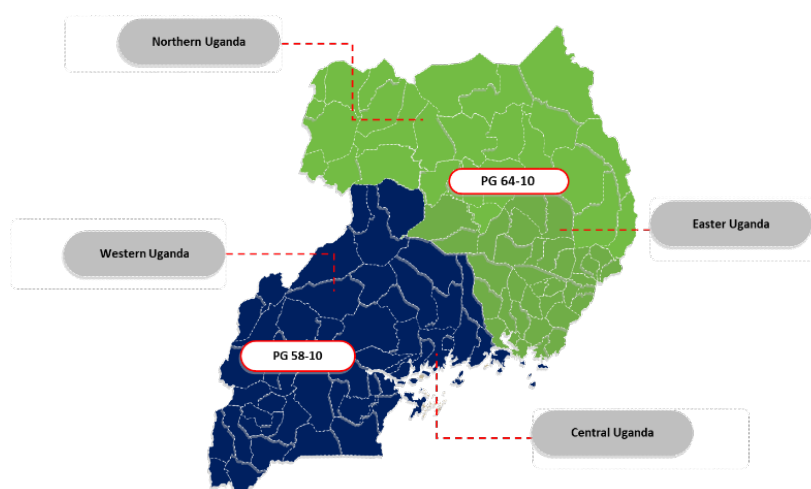 Northern Uganda
PG 64-10
Easter Uganda
Western Uganda
PG 58-10
Central Uganda